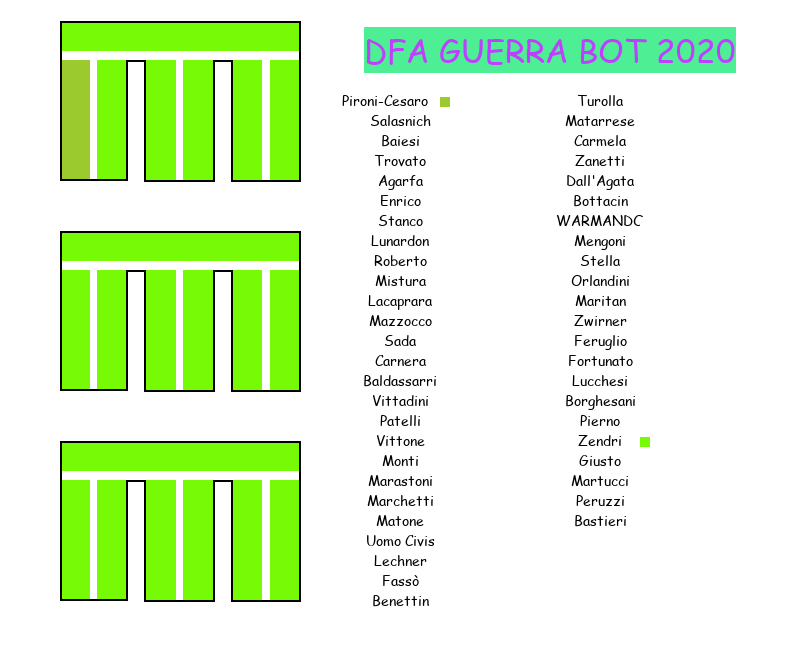 DFA GUERRA BOT 2020
Pironi-Cesaro
Salasnich
Baiesi
Trovato
Agarfa
Enrico
Stanco
Lunardon
Roberto
Mistura
Lacaprara
Mazzocco
Sada
Carnera
Baldassarri
Vittadini
Patelli
Vittone
Monti
Marastoni
Marchetti
Matone
Uomo Civis
Lechner
Fassò
Benettin
Turolla
Matarrese
Carmela
Zanetti
Dall'Agata
Bottacin
WARMANDC
Mengoni
Stella
Orlandini
Maritan
Zwirner
Feruglio
Fortunato
Lucchesi
Borghesani
Pierno
Zendri
Giusto
Martucci
Peruzzi
Bastieri